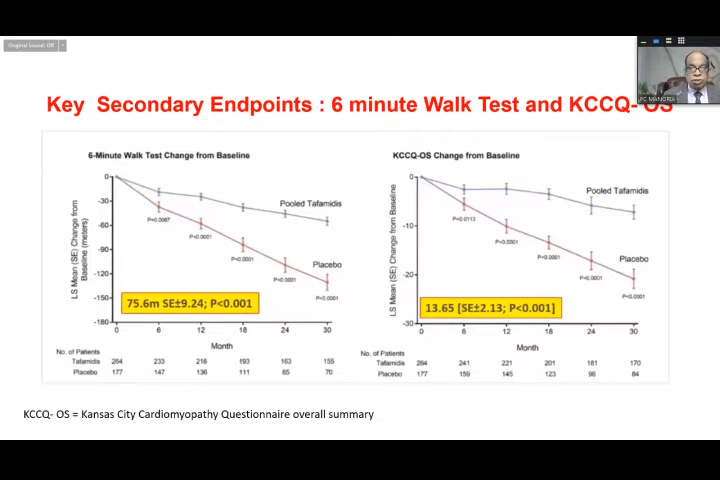 Original Sound: Off
PC MANORIA
Key Secondary Endpoints : 6 minute Walk Test and KCCQ- OS
6-Minute Walk Test Change from Baseline
LS Mean (SE) Change from
Baseline (meters)
0
-30
-60
-90
-120
-150
-180
Pooled Tafamidis
P=0.0067
P<0.0001
P<0.0001
Placebo
P<0.0001
P<0.0001
75.6m SE±9.24; P<0.001
0 6 12 18 24 30
Month
No. of Patients
Tafamidis 264 233 216 193 163 155
Placebo 177 147 136 111 85 70
KCCQ-OS Change from Baseline
LS Mean (SE) Change from Baseline
0
-10
-20
-30
Pooled Tafamidis
P=0.0113
P<0.0001
P<0.0001
Placebo
P<0.0001
P<0.0001
13.65 [SE±2.13; P<0.001]
0 6 12 18 24 30
Month
No. of Patients
Tafamidis 264 241 221 201 181 170
Placebo 177 159 145 123 96 84
KCCQ- OS = Kansas City Cardiomyopathy Questionnaire overall summary